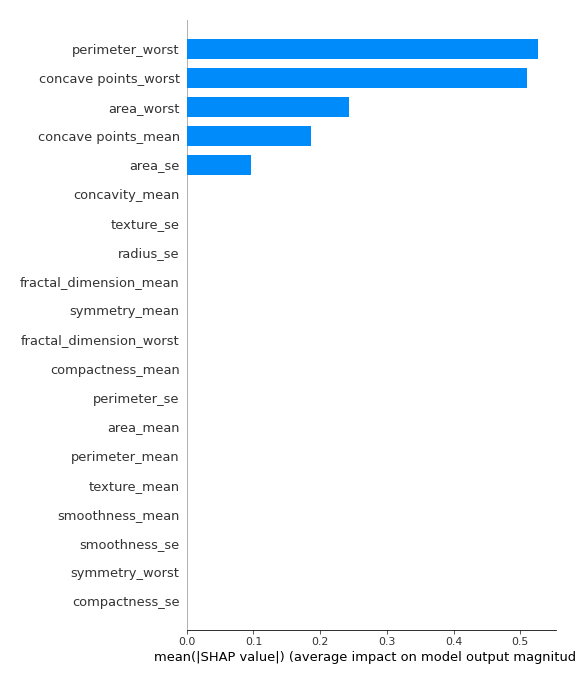 perimeter_worst
concave points_worst
area_worst
concave points_mean
area_se
concavity_mean
texture_se
radius_se
fractal_dimension_mean
symmetry_mean
fractal_dimension_worst
compactness_mean
perimeter_se
area_mean
perimeter_mean
texture_mean
smoothness_mean
smoothness_se
symmetry_worst
compactness_se
0.0 0.1 0.2 0.3 0.4 0.5
mean(|SHAP value|) (average impact on model output magnitud